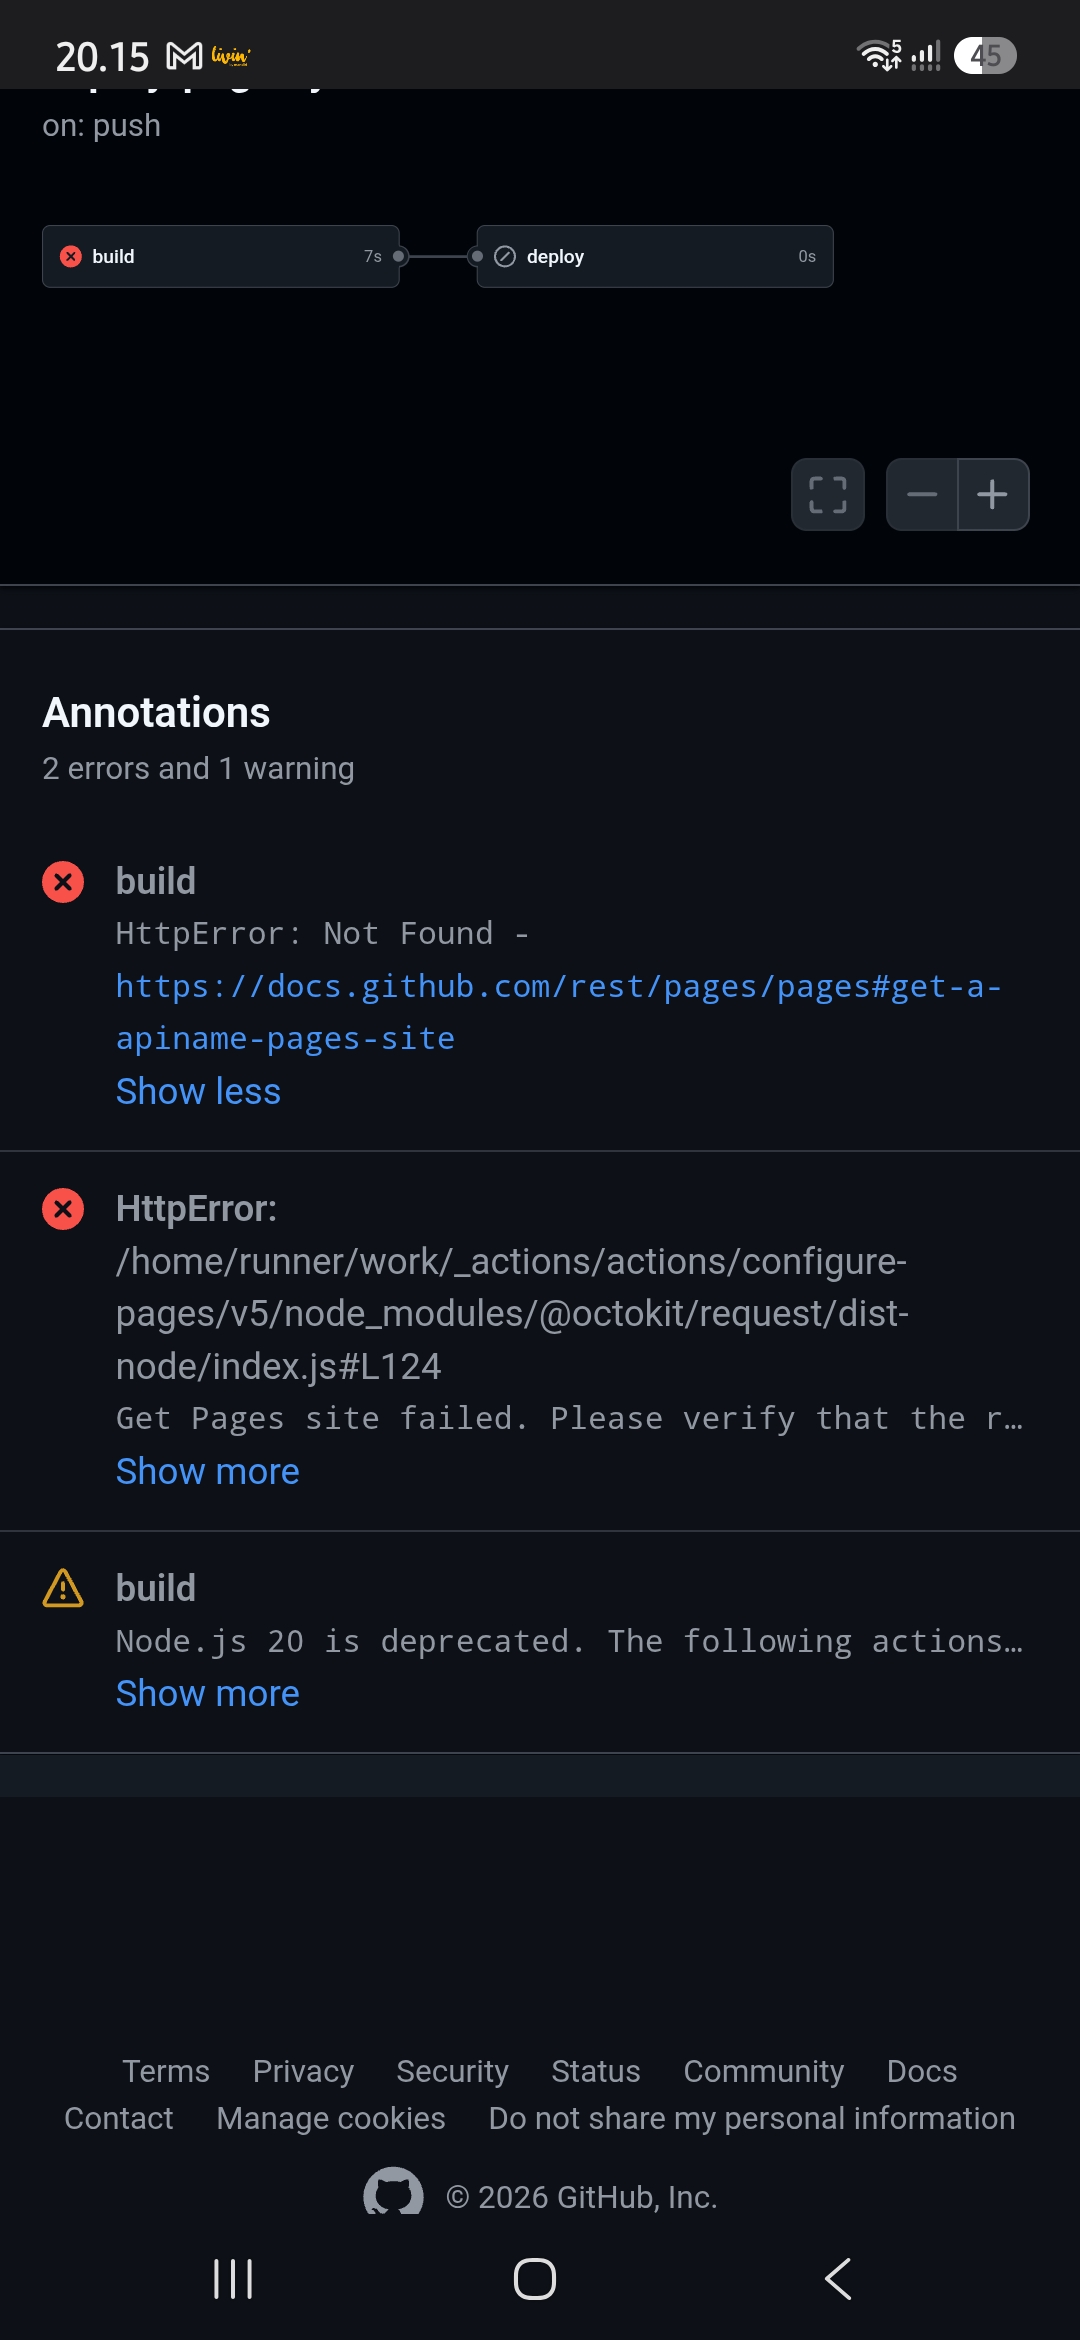 20.15 livin' 5 45
on: push
build 7s deploy 0s
Annotations
2 errors and 1 warning
build
HttpError: Not Found -
https://docs.github.com/rest/pages/pages#get-a-
apiname-pages-site
Show less
HttpError:
/home/runner/work/_actions/actions/configure-
pages/v5/node_modules/@octokit/request/dist-
node/index.js#L124
Get Pages site failed. Please verify that the r…
Show more
build
Node.js 20 is deprecated. The following actions…
Show more
Terms Privacy Security Status Community Docs
Contact Manage cookies Do not share my personal information
© 2026 GitHub, Inc.